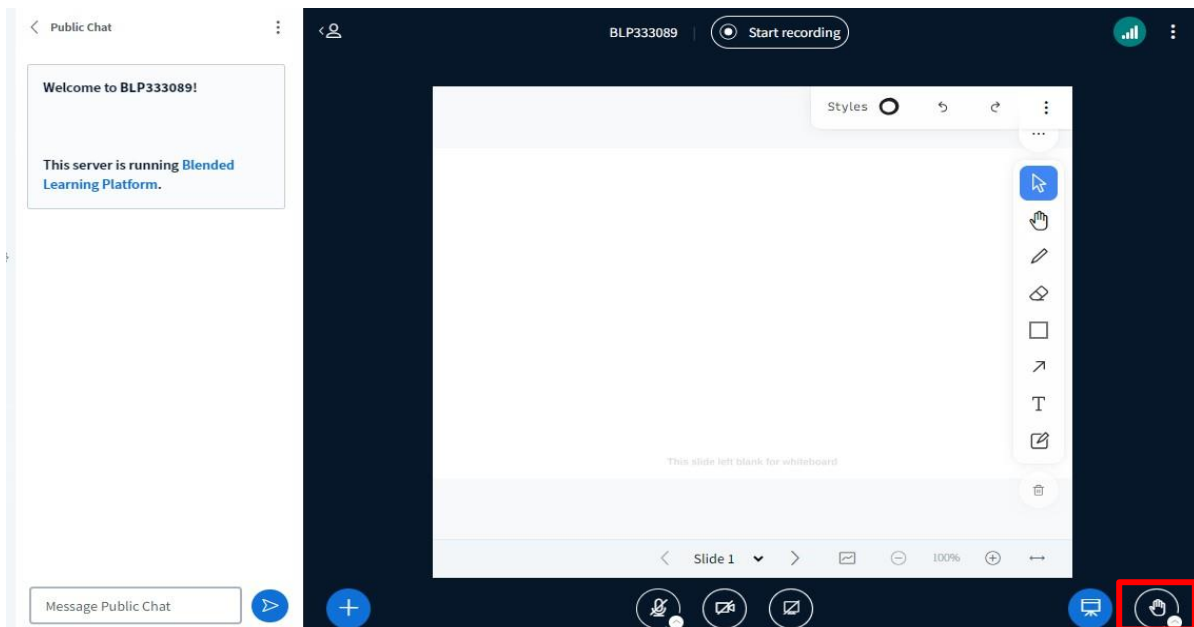 Public Chat
Welcome to BLP333089!
This server is running Blended
Learning Platform.
Message Public Chat
BLP333089
Start recording
Styles
T
This slide left blank for whiteboard
Slide 1
100%